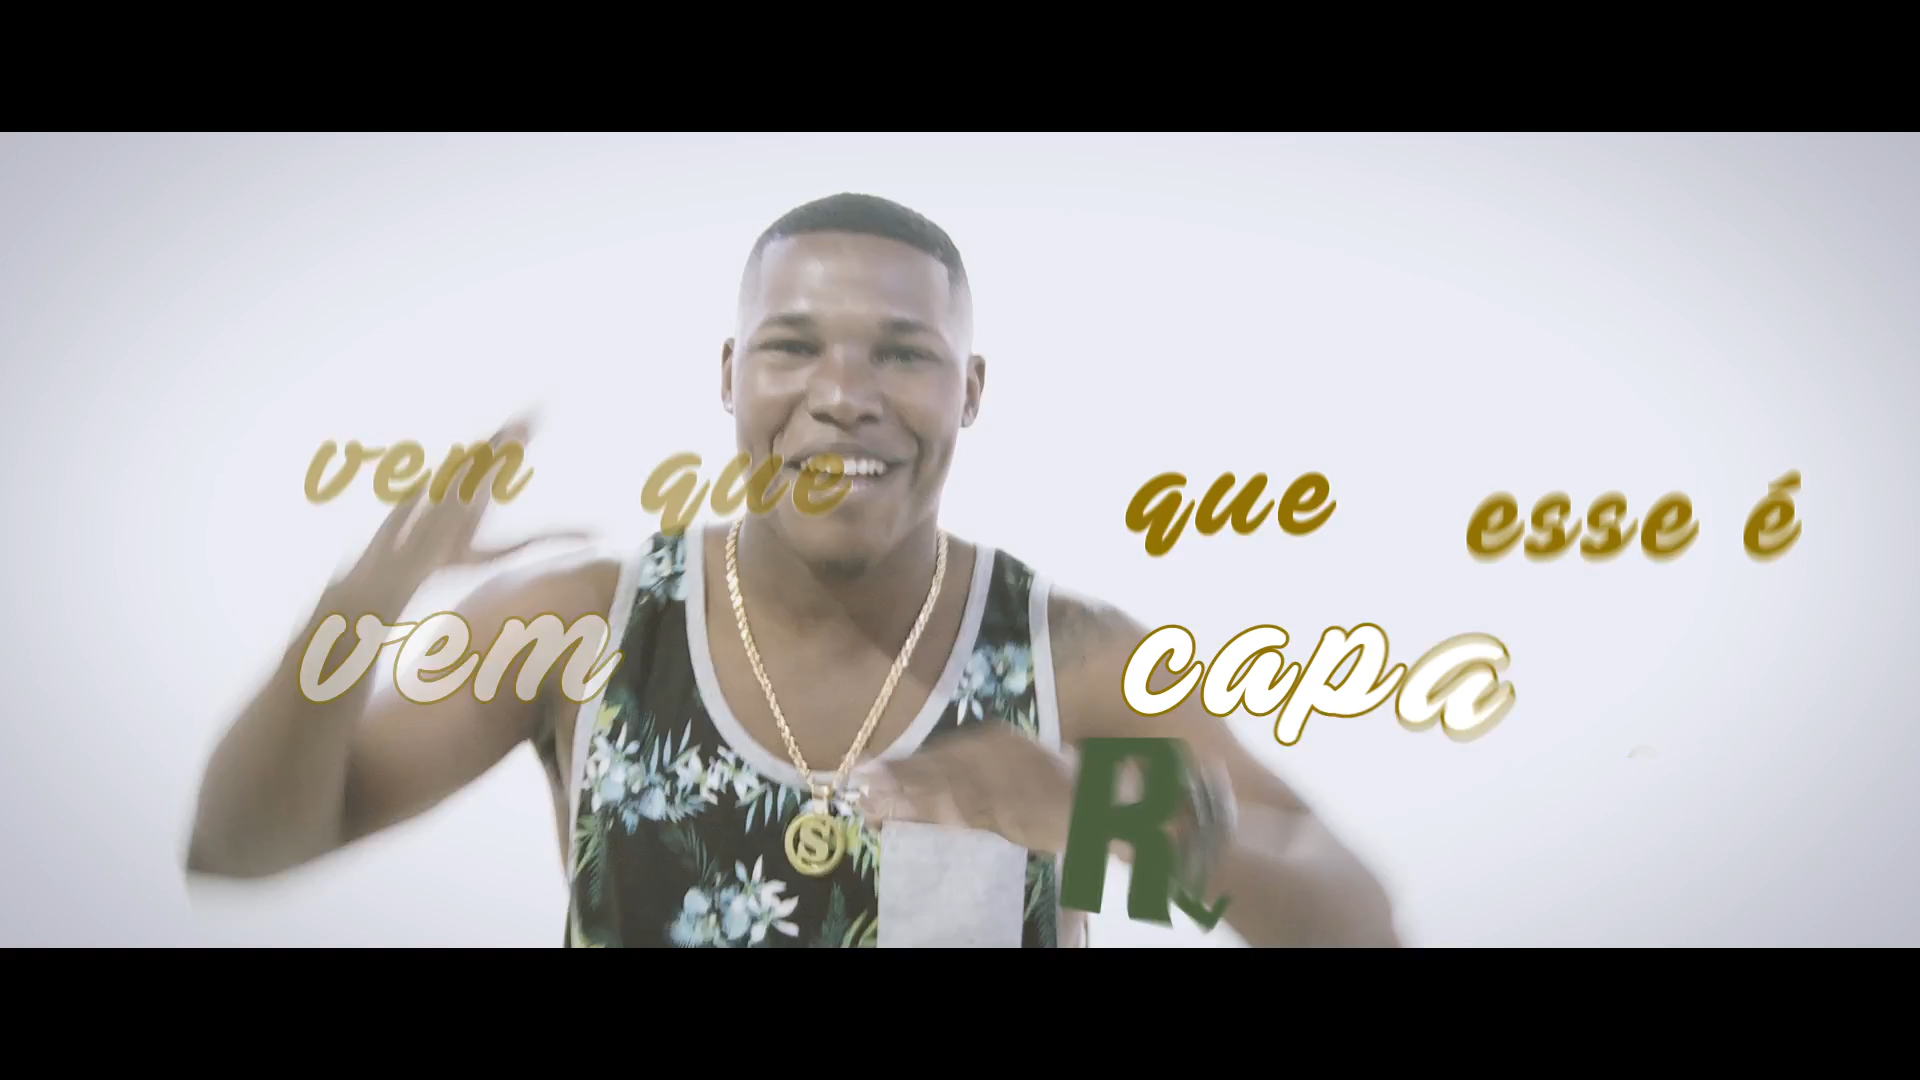 vem que
vem
que esse é
capa
R
S